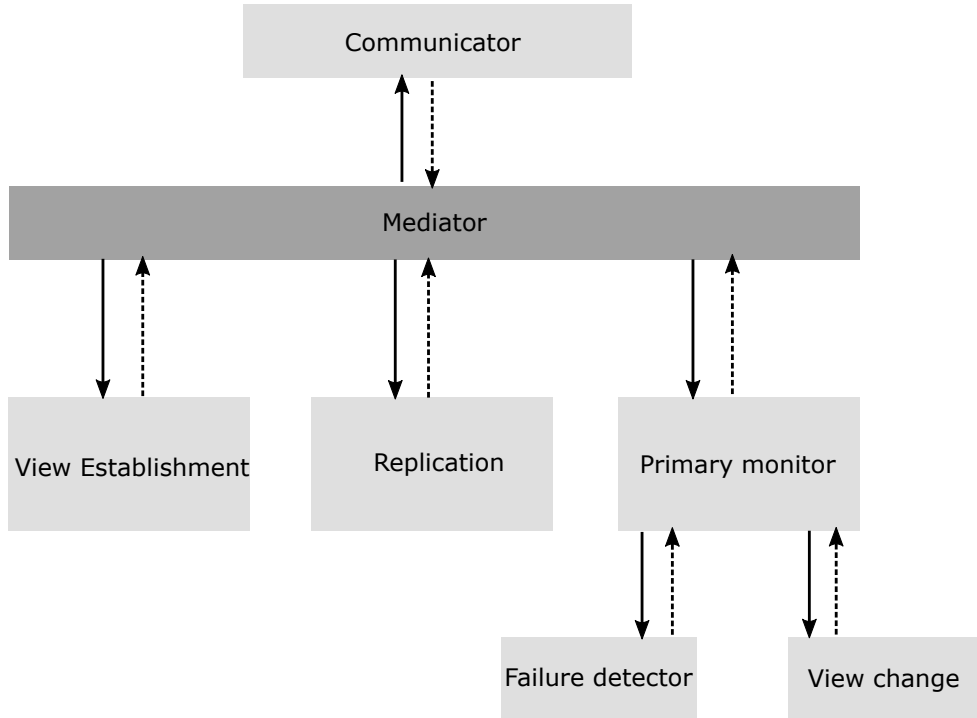 Communicator
Mediator
View Establishment
Replication
Primary monitor
Failure detector
View change